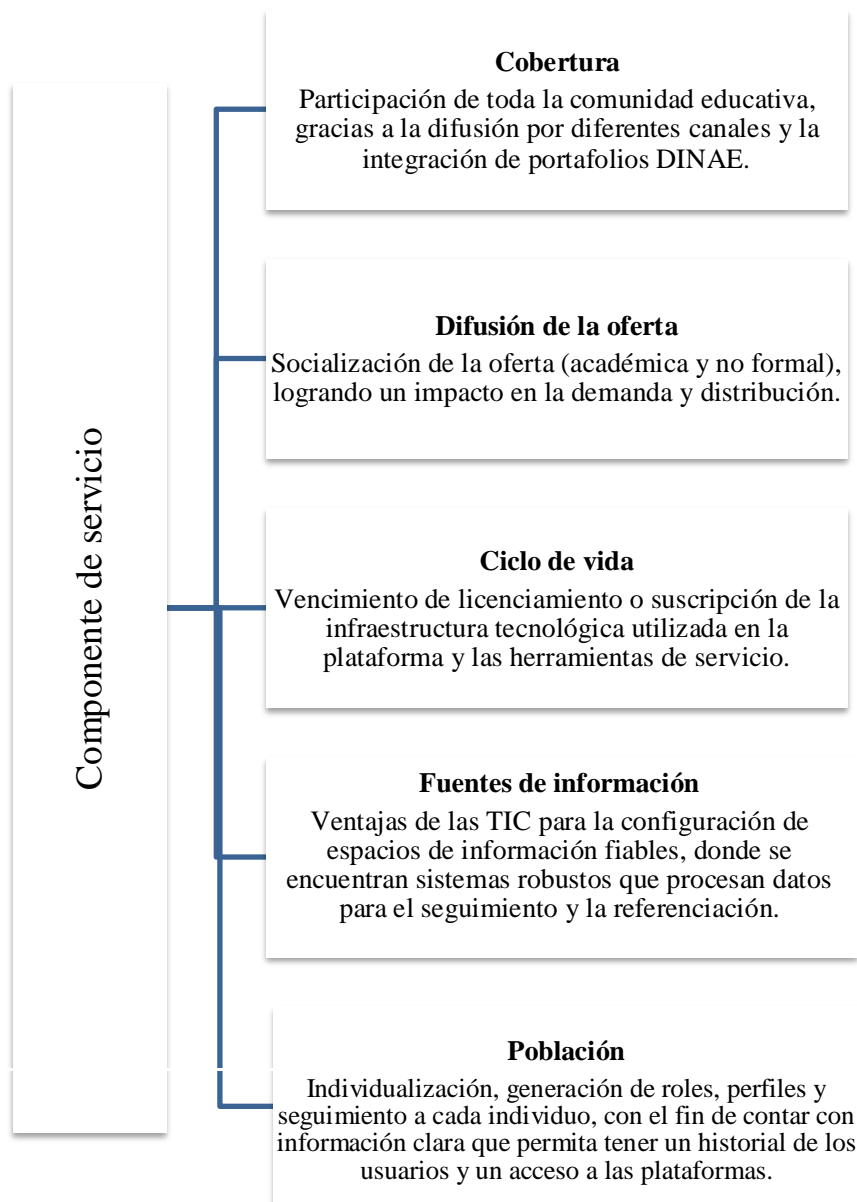 Componente de servicio
Cobertura
Participación de toda la comunidad educativa,
gracias a la difusión por diferentes canales y la
integración de portafolios DINAE.
Difusión de la oferta
Socialización de la oferta (académica y no formal),
logrando un impacto en la demanda y distribución.
Ciclo de vida
Vencimiento de licenciamiento o suscripción de la
infraestructura tecnológica utilizada en la
plataforma y las herramientas de servicio.
Fuentes de información
Ventajas de las TIC para la configuración de
espacios de información fiables, donde se
encuentran sistemas robustos que procesan datos
para el seguimiento y la referenciación.
Población
Individualización, generación de roles, perfiles y
seguimiento a cada individuo, con el fin de contar con
información clara que permita tener un historial de los
usuarios y un acceso a las plataformas.